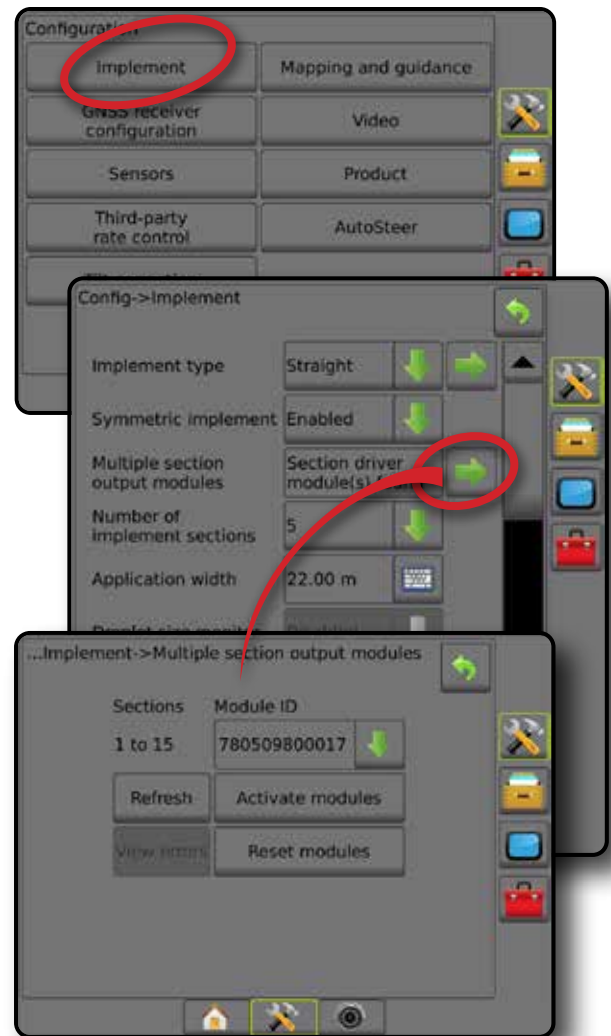 Configuration
Implement
Mapping and guidance
GNSS receiver
configuration
Video
Sensors
Product
Third-party
rate control
AutoSteer
Config->Implement
Implement type
Straight
Symmetric implement
Enabled
Multiple section
output modules
Section driver
module(s)
Number of
implement sections
5
Application width
22.00 m
...Implement->Multiple section output modules
Sections
Module ID
1 to 15
780509800017
Refresh
Activate modules
View errors
Reset modules